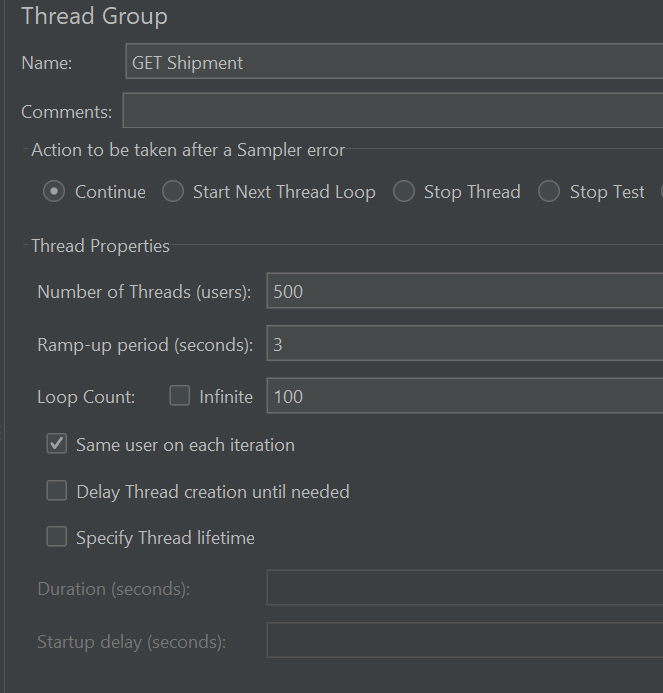 Thread Group
Name: GET Shipment
Comments:
Action to be taken after a Sampler error
Continue Start Next Thread Loop Stop Thread Stop Test
Thread Properties
Number of Threads (users): 500
Ramp-up period (seconds): 3
Loop Count: Infinite 100
Same user on each iteration
Delay Thread creation until needed
Specify Thread lifetime
Duration (seconds):
Startup delay (seconds):